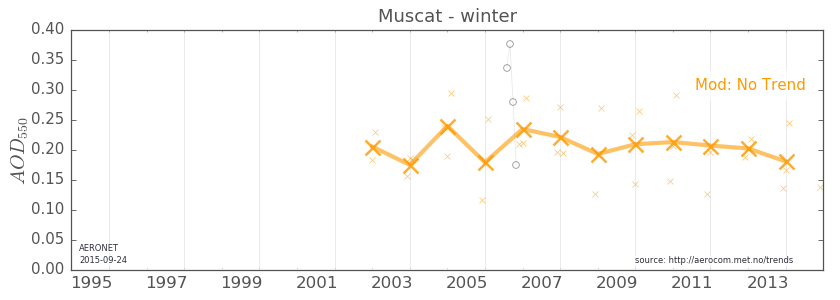 Muscat - winter
0.40
0.35
0.30
0.25
0.20
0.15
0.10
0.05
0.00
AOD550
Mod: No Trend
AERONET
2015-09-24
source: http://aerocom.met.no/trends
1995 1997 1999 2001 2003 2005 2007 2009 2011 2013